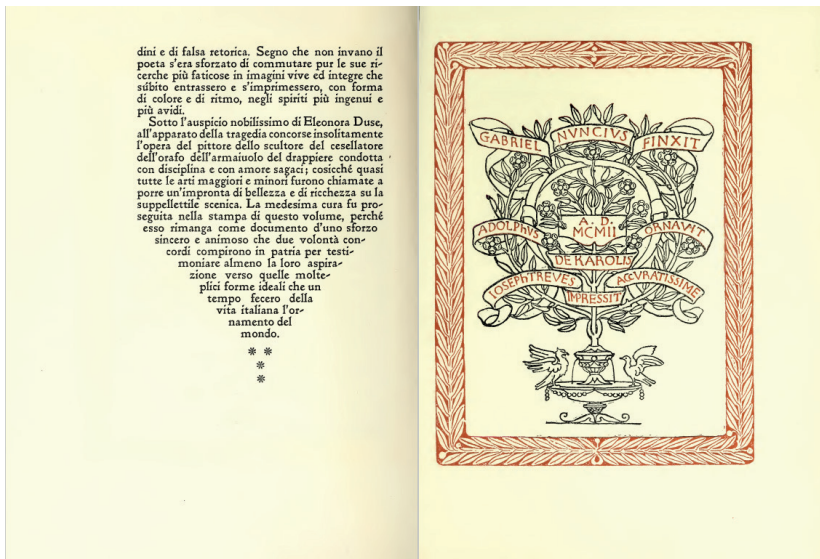 dini e di falsa retorica. Segno che non invano il
poeta s'era sforzato di commutare pur le sue ri-
cerche più faticose in imagini vive ed integre che
sùbito entrassero e s'imprimessero, con forma
di colore e di ritmo, negli spiriti più ingenui e
più avidi.
Sotto l'auspicio nobilissimo di Eleonora Duse,
all'apparato della tragedia concorse insolitamente
l'opera del pittore dello scultore del cesellatore
dell'orafo dell'armaiuolo del drappiere condotta
con disciplina e con amore sagaci; cosicché quasi
tutte le arti maggiori e minori furono chiamate a
porre un'impronta di bellezza e di ricchezza su la
suppellettile scenica. La medesima cura fu pro-
seguita nella stampa di questo volume, perché
esso rimanga come documento d'uno sforzo
sincero e animoso che due volontà con-
cordi compirono in patria per testi-
moniare almeno la loro aspira-
zione verso quelle molte-
plici forme ideali che un
tempo fecero della
vita italiana l'or-
namento del
mondo.
GABRIEL NVNCIVS FINXIT
A. D.
MCMII
ADOLPHVS ORNAVIT
DE KAROLIS
IOSEPH TREVES ACCVRATISSIME
IMPRESSIT